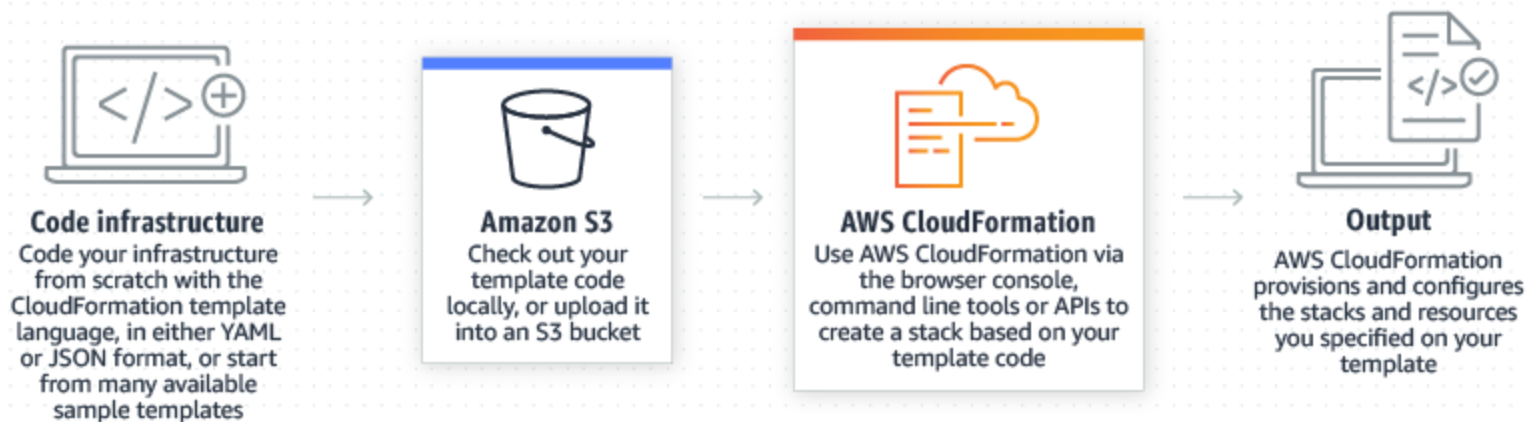 </>
</>
Code infrastructure
Code your infrastructure
from scratch with the
CloudFormation template
language, in either YAML
or JSON format, or start
from many available
sample templates
Amazon S3
Check out your
template code
locally, or upload it
into an S3 bucket
AWS CloudFormation
Use AWS CloudFormation via
the browser console,
command line tools or APIs to
create a stack based on your
template code
Output
AWS CloudFormation
provisions and configures
the stacks and resources
you specified on your
template